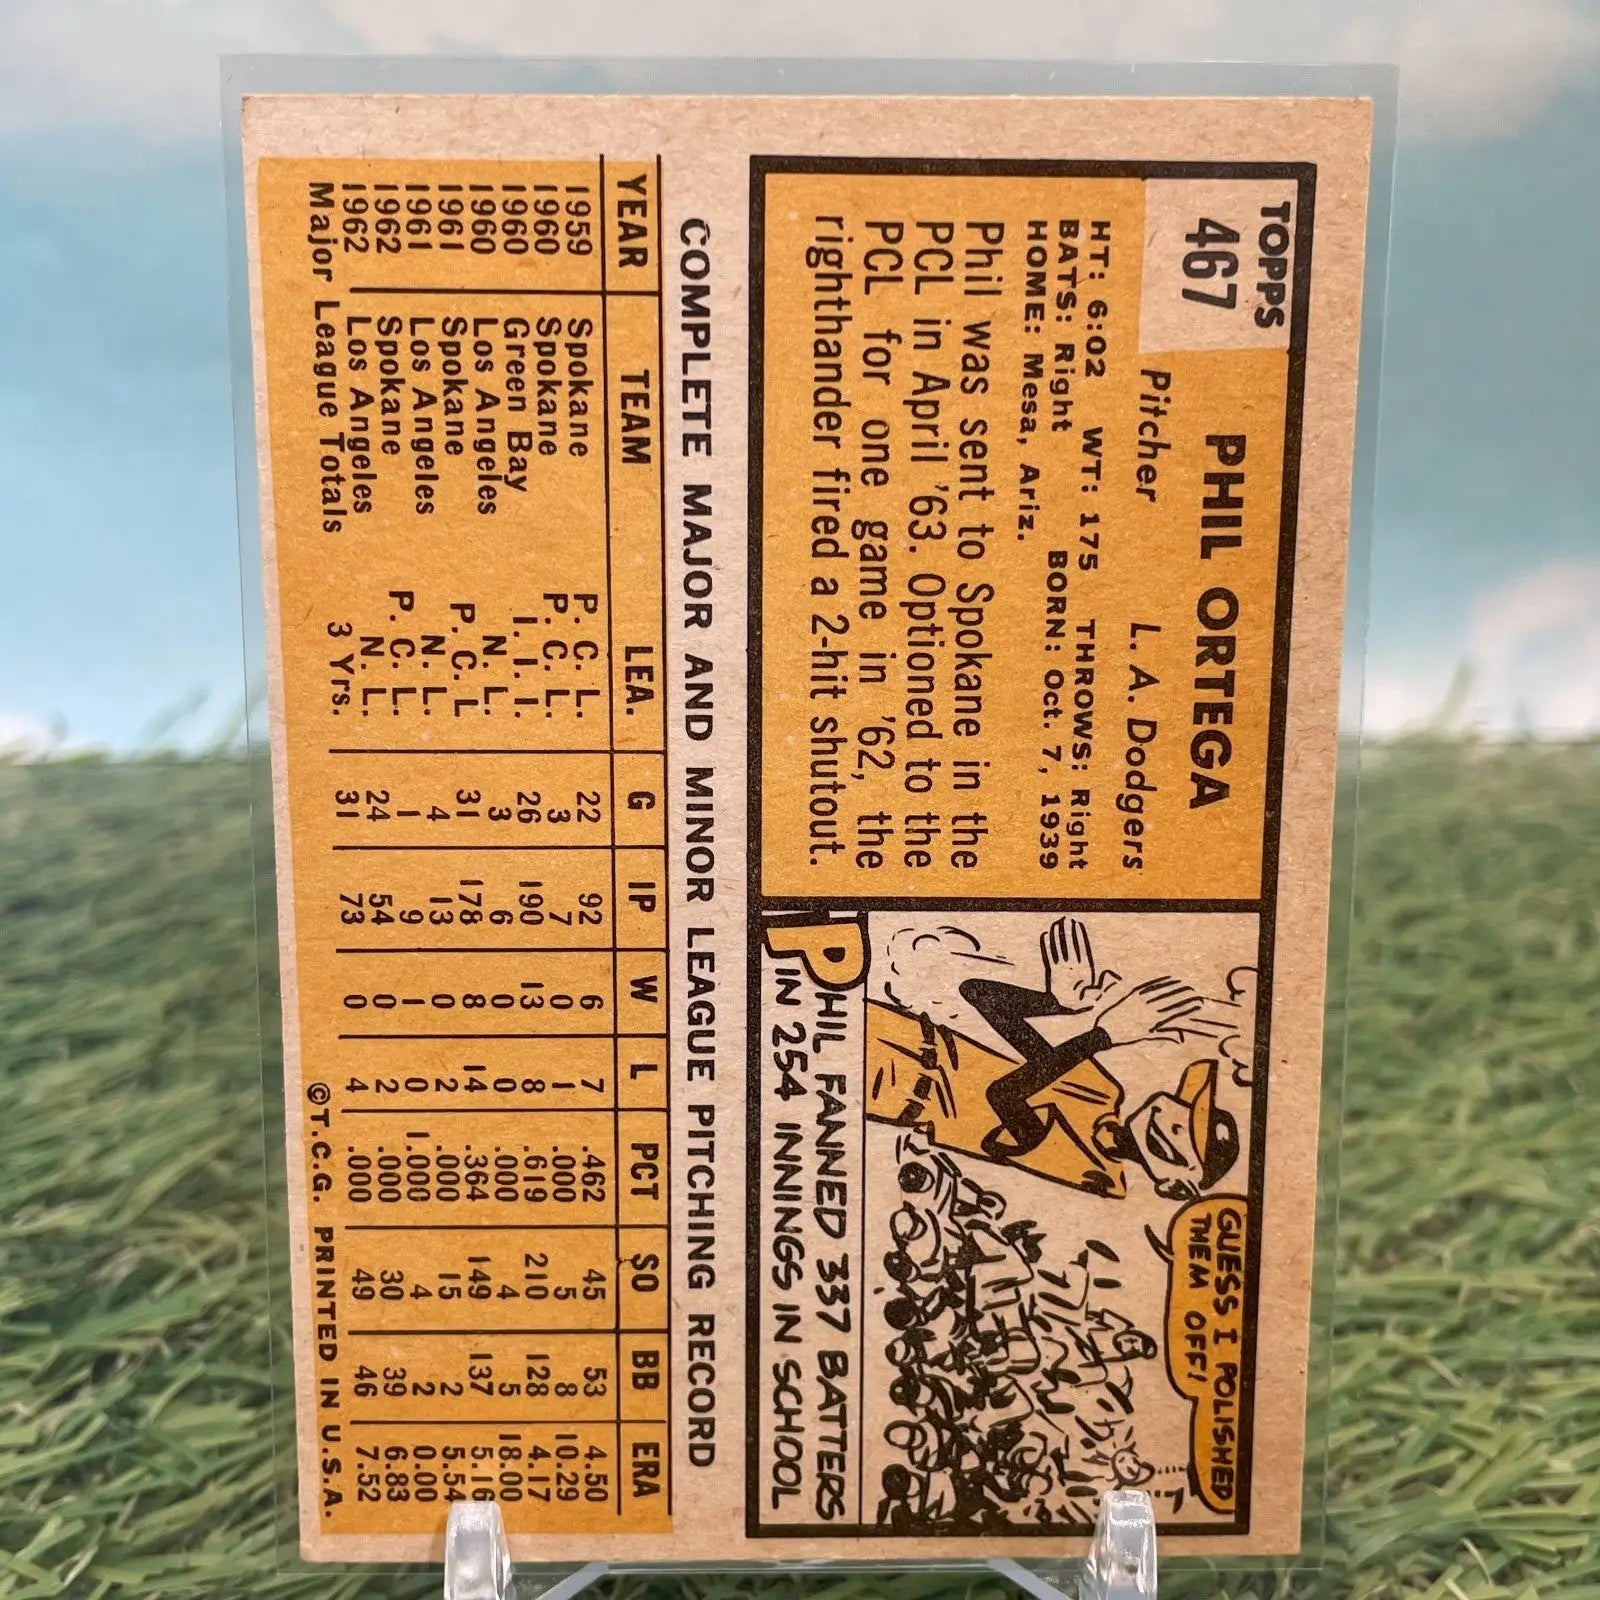 TOPPS
467
PHIL ORTEGA
Pitcher L. A. Dodgers
HT: 6:02 WT: 175 THROWS: Right
BATS: Right BORN: Oct. 7, 1939
HOME: Mesa, Ariz.
Phil was sent to Spokane in the
PCL in April '63. Optioned to the
PCL for one game in '62, the
righthander fired a 2-hit shutout.
GUESS I POLISHED
THEM OFF!
PHIL FANNED 337 BATTERS
IN 254 INNINGS IN SCHOOL
COMPLETE MAJOR AND MINOR LEAGUE PITCHING RECORD
YEAR TEAM LEA. G IP W L PCT SO BB ERA
1959 Spokane P. C. L. 22 92 6 7 .462 45 53 4.50
1960 Spokane P. C. L. 3 7 0 1 .000 5 8 10.29
1960 Green Bay I. I. I. 26 190 13 8 .619 210 128 4.17
1960 Los Angeles N. L. 3 6 0 0 .000 4 5 18.00
1961 Spokane P. C. L 31 178 8 14 .364 149 137 5.16
1961 Los Angeles N. L. 4 13 0 2 .000 15 2 5.54
1962 Spokane P. C. L. 1 9 1 0 1.000 4 2 0.00
1962 Los Angeles N. L. 24 54 0 2 .000 30 39 6.83
Major League Totals 3 Yrs. 31 73 0 4 .000 49 46 7.52
©T.C.G. PRINTED IN U.S.A.